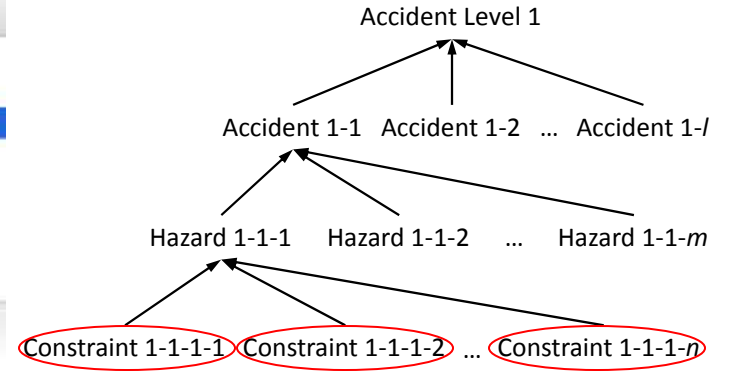 Accident Level 1
Accident 1-1 Accident 1-2 ... Accident 1-l
Hazard 1-1-1 Hazard 1-1-2 ... Hazard 1-1-m
Constraint 1-1-1-1 Constraint 1-1-1-2 ... Constraint 1-1-1-n